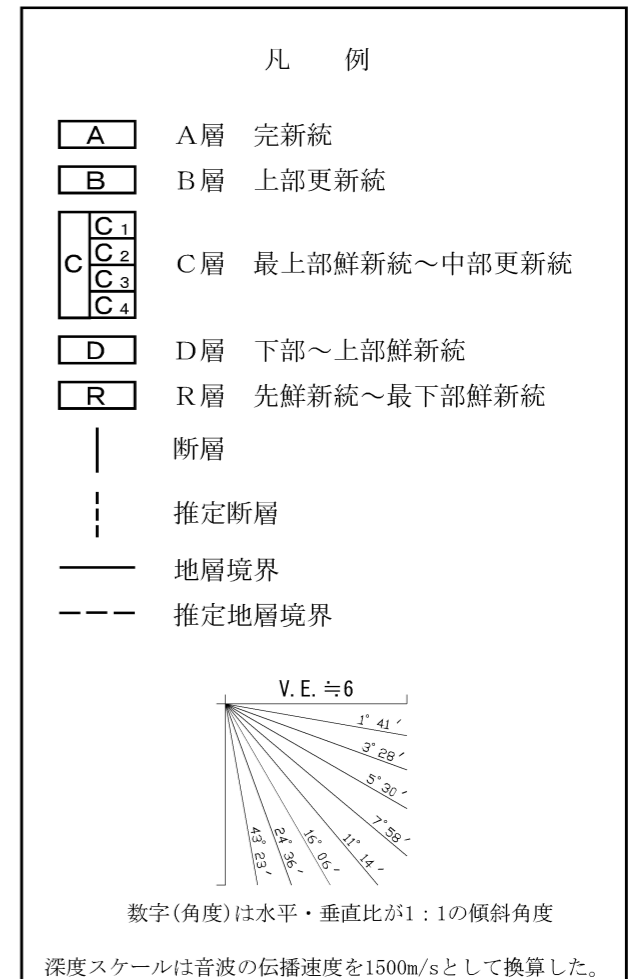 凡 例
A A層 完新統
B B層 上部更新統
C C1 C2 C3 C4 C層 最上部鮮新統～中部更新統
D D層 下部～上部鮮新統
R R層 先鮮新統～最下部鮮新統
断層
推定断層
地層境界
推定地層境界
V.E.≒6
1°41′
3°28′
5°30′
7°58′
11°14′
16°06′
24°36′
43°23′
数字(角度)は水平・垂直比が1：1の傾斜角度
深度スケールは音波の伝播速度を1500m/sとして換算した。